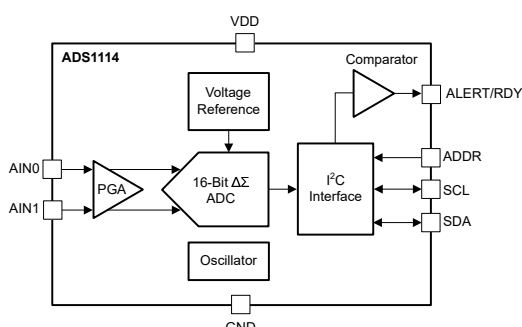 VDD
ADS1114
Comparator
Voltage
Reference
ALERT/RDY
ADDR
AIN0
PGA
16-Bit ΔΣ
ADC
I²C
Interface
SCL
AIN1
SDA
Oscillator
GND